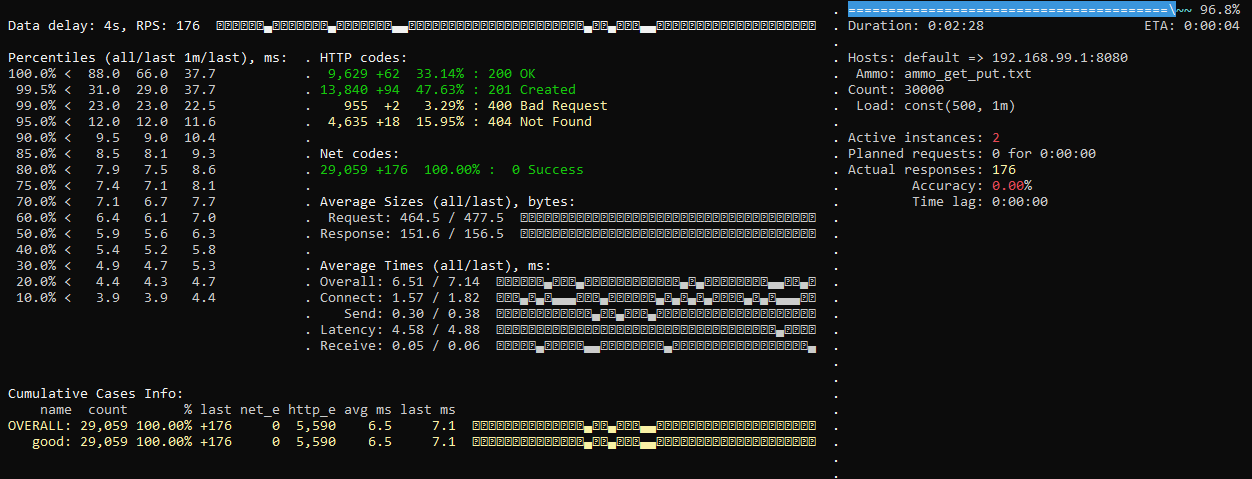 =======================================\~~ 96.8%
Data delay: 4s, RPS: 176
Duration: 0:02:28 ETA: 0:00:04
Percentiles (all/last 1m/last), ms: . HTTP codes: . Hosts: default => 192.168.99.1:8080
100.0% < 88.0 66.0 37.7 . 9,629 +62 33.14% : 200 OK . Ammo: ammo_get_put.txt
99.5% < 31.0 29.0 37.7 . 13,840 +94 47.63% : 201 Created . Count: 30000
99.0% < 23.0 23.0 22.5 . 955 +2 3.29% : 400 Bad Request . Load: const(500, 1m)
95.0% < 12.0 12.0 11.6 . 4,635 +18 15.95% : 404 Not Found .
90.0% < 9.5 9.0 10.4 . . Active instances: 2
85.0% < 8.5 8.1 9.3 . Net codes: . Planned requests: 0 for 0:00:00
80.0% < 7.9 7.5 8.6 . 29,059 +176 100.00% : 0 Success . Actual responses: 176
75.0% < 7.4 7.1 8.1 . . Accuracy: 0.00%
70.0% < 7.1 6.7 7.7 . Average Sizes (all/last), bytes: . Time lag: 0:00:00
60.0% < 6.4 6.1 7.0 . Request: 464.5 / 477.5
50.0% < 5.9 5.6 6.3 . Response: 151.6 / 156.5
40.0% < 5.4 5.2 5.8 .
30.0% < 4.9 4.7 5.3 . Average Times (all/last), ms:
20.0% < 4.4 4.3 4.7 . Overall: 6.51 / 7.14
10.0% < 3.9 3.9 4.4 . Connect: 1.57 / 1.82
. Send: 0.30 / 0.38
. Latency: 4.58 / 4.88
. Receive: 0.05 / 0.06
Cumulative Cases Info:
name count % last net_e http_e avg ms last ms
OVERALL: 29,059 100.00% +176 0 5,590 6.5 7.1
good: 29,059 100.00% +176 0 5,590 6.5 7.1